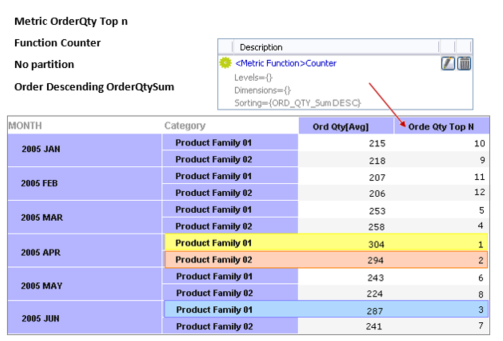 Metric OrderQty Top n
Function Counter
No partition
Order Descending OrderQtySum
Description
<Metric Function>Counter
Levels={}
Dimensions={}
Sorting={ORD_QTY_Sum DESC}
MONTH Category Ord Qty[Avg] Orde Qty Top N
2005 JAN Product Family 01 215 10
Product Family 02 218 9
2005 FEB Product Family 01 207 11
Product Family 02 206 12
2005 MAR Product Family 01 253 5
Product Family 02 258 4
2005 APR Product Family 01 304 1
Product Family 02 294 2
2005 MAY Product Family 01 243 6
Product Family 02 224 8
2005 JUN Product Family 01 287 3
Product Family 02 241 7